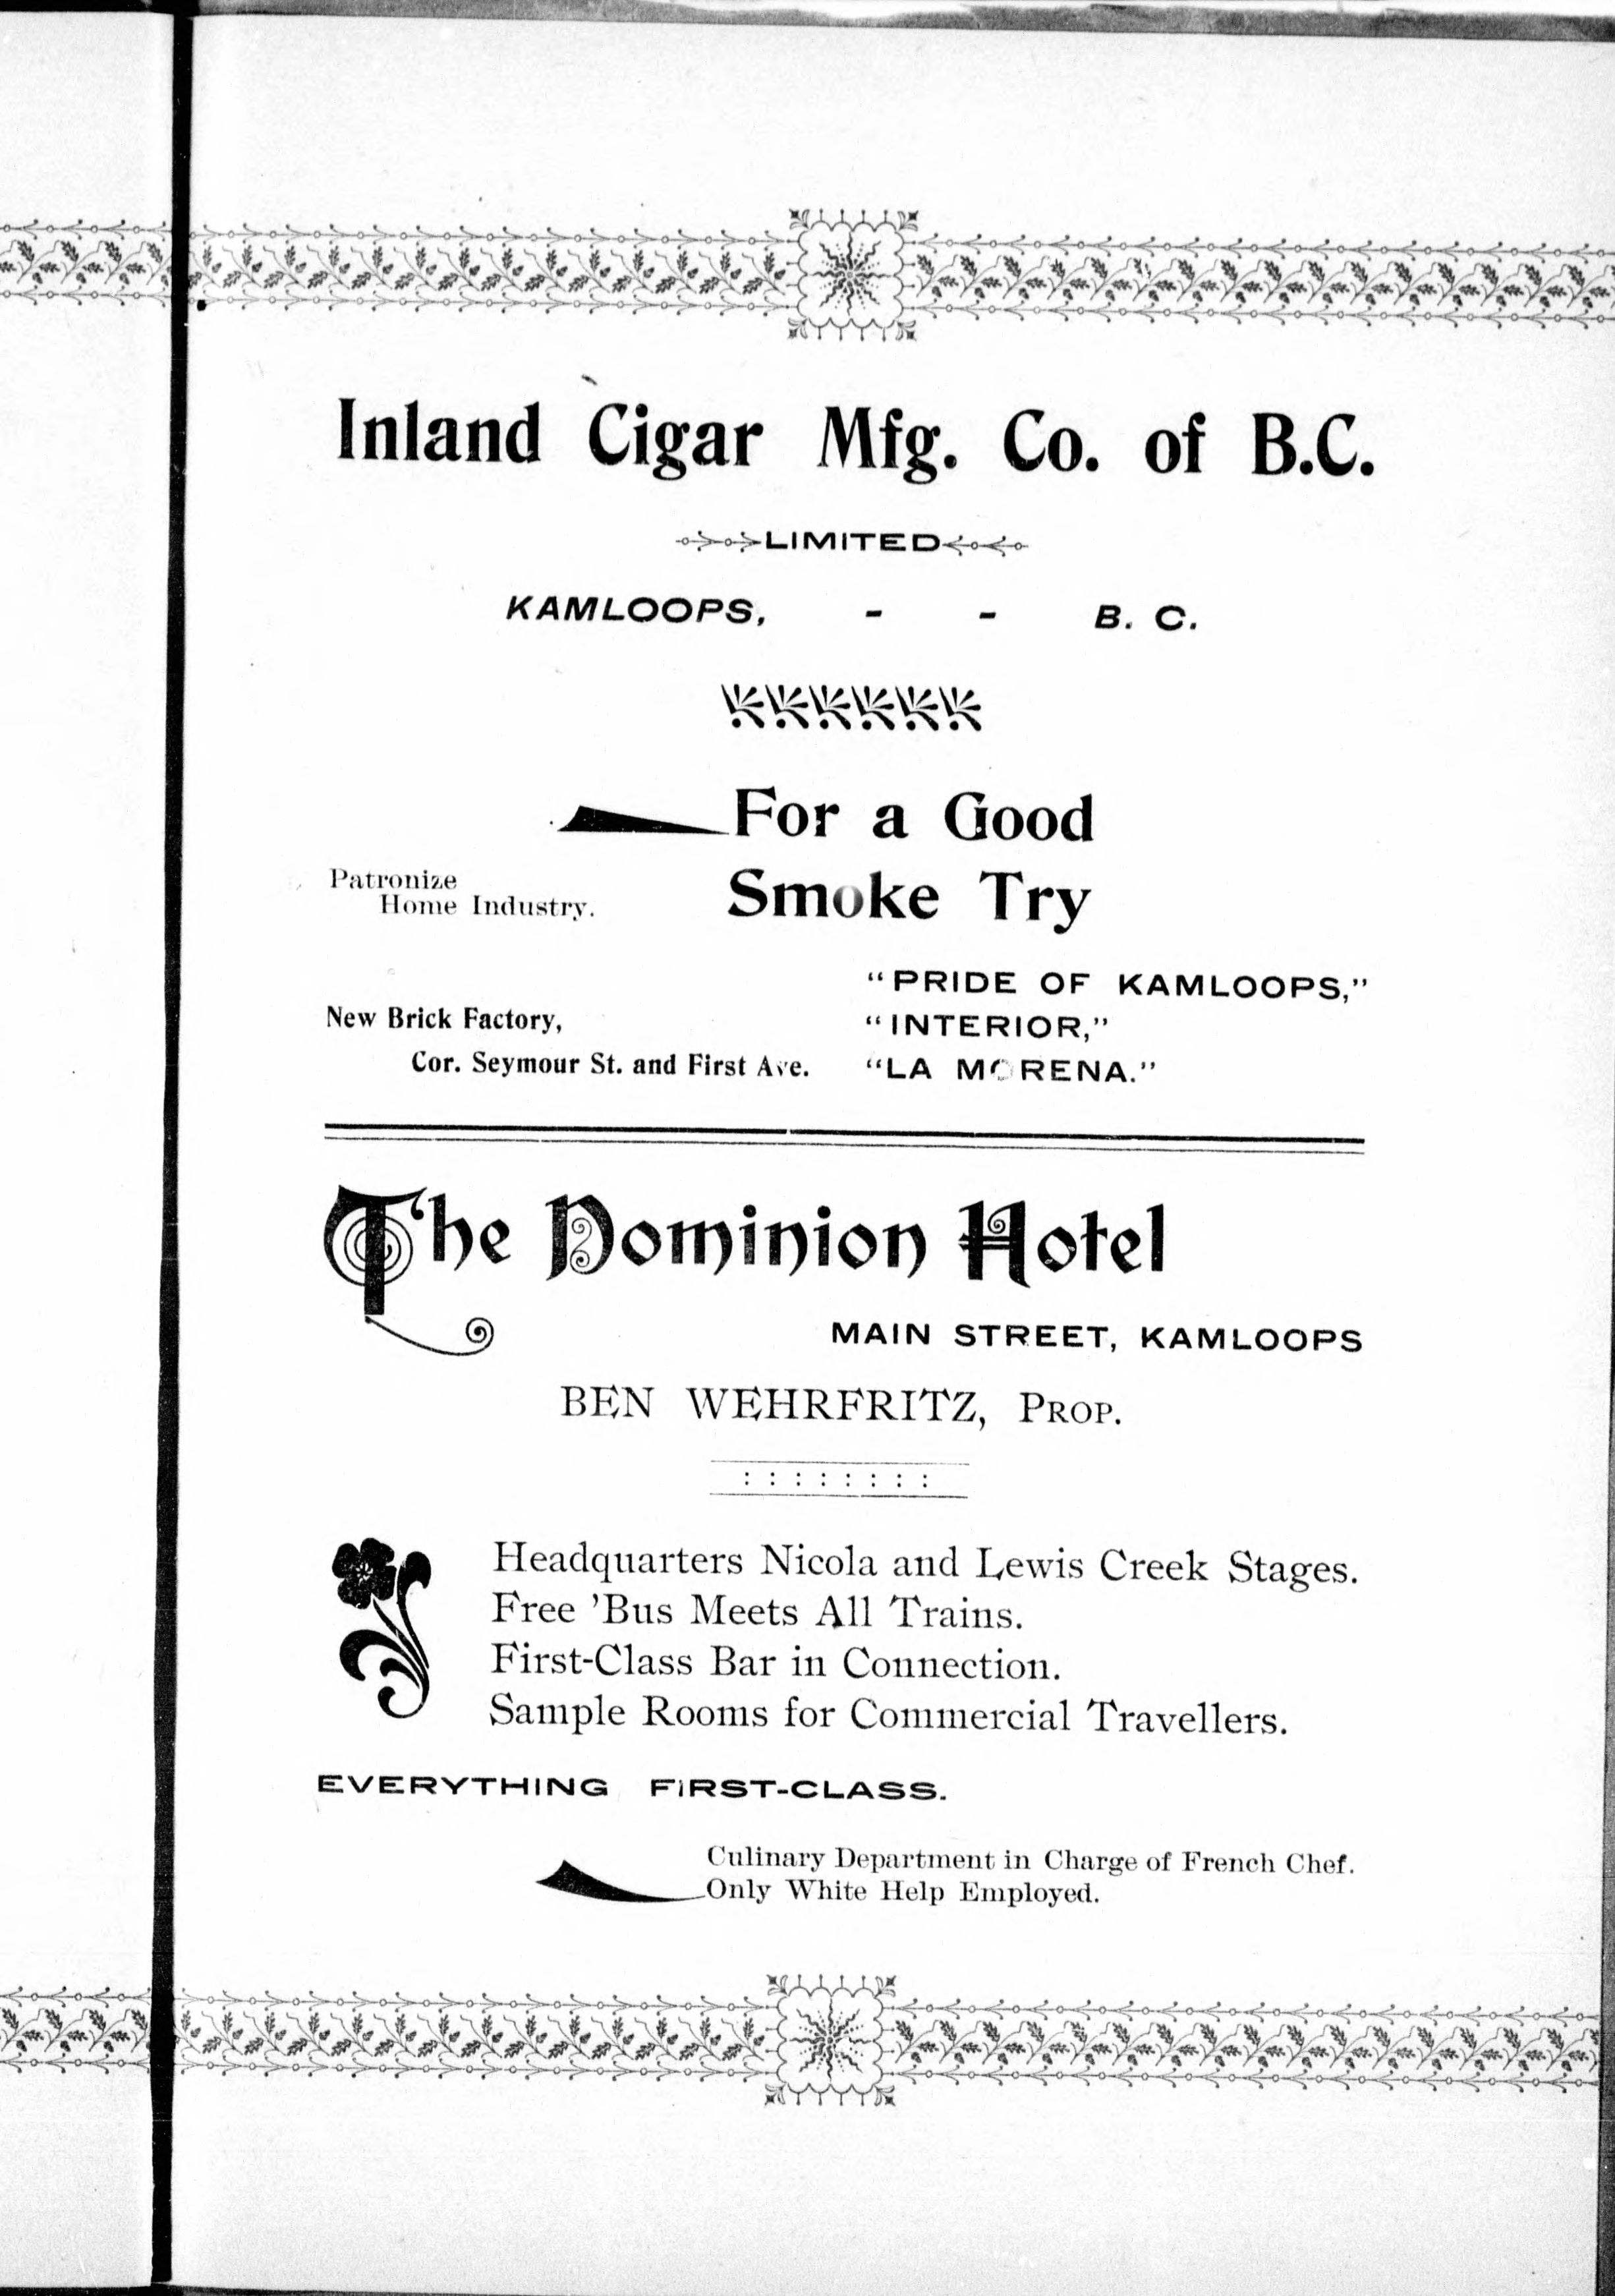 Inland Cigar Mfg. Co. of B.C.
LIMITED
KAMLOOPS, - - B. C.
For a Good
Smoke Try
Patronize
Home Industry.
"PRIDE OF KAMLOOPS,"
"INTERIOR,"
"LA MORENA."
New Brick Factory,
Cor. Seymour St. and First Ave.
The Dominion Hotel
MAIN STREET, KAMLOOPS
BEN WEHRFRITZ, PROP.
: : : : : : : :
Headquarters Nicola and Lewis Creek Stages.
Free 'Bus Meets All Trains.
First-Class Bar in Connection.
Sample Rooms for Commercial Travellers.
EVERYTHING FIRST-CLASS.
Culinary Department in Charge of French Chef.
Only White Help Employed.